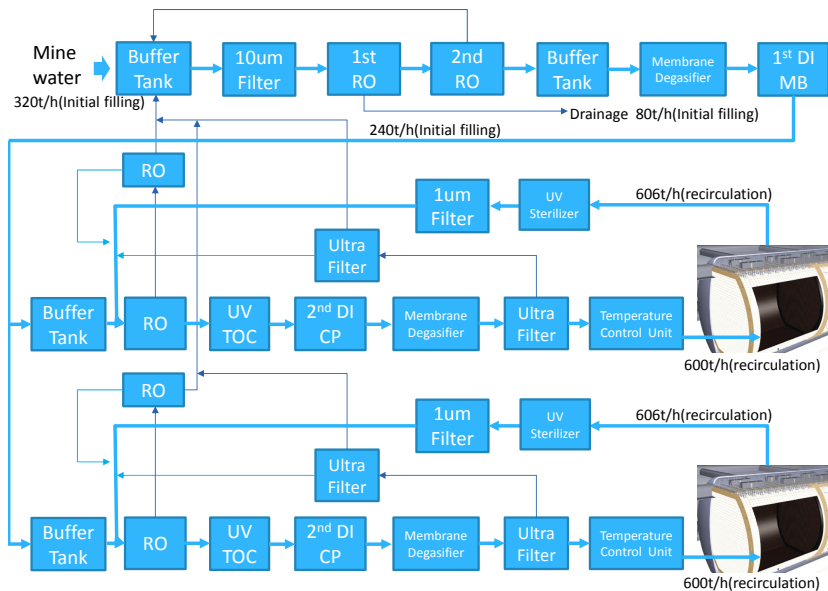 Mine
water
320t/h(Initial filling)
Buffer
Tank
10um
Filter
1st
RO
2nd
RO
Buffer
Tank
Membrane
Degasifier
1st DI
MB
Drainage 80t/h(Initial filling)
240t/h(Initial filling)
RO
1um
Filter
UV
Sterilizer
606t/h(recirculation)
Ultra
Filter
Buffer
Tank
RO
UV
TOC
2nd DI
CP
Membrane
Degasifier
Ultra
Filter
Temperature
Control Unit
600t/h(recirculation)
RO
1um
Filter
UV
Sterilizer
606t/h(recirculation)
Ultra
Filter
Buffer
Tank
RO
UV
TOC
2nd DI
CP
Membrane
Degasifier
Ultra
Filter
Temperature
Control Unit
600t/h(recirculation)